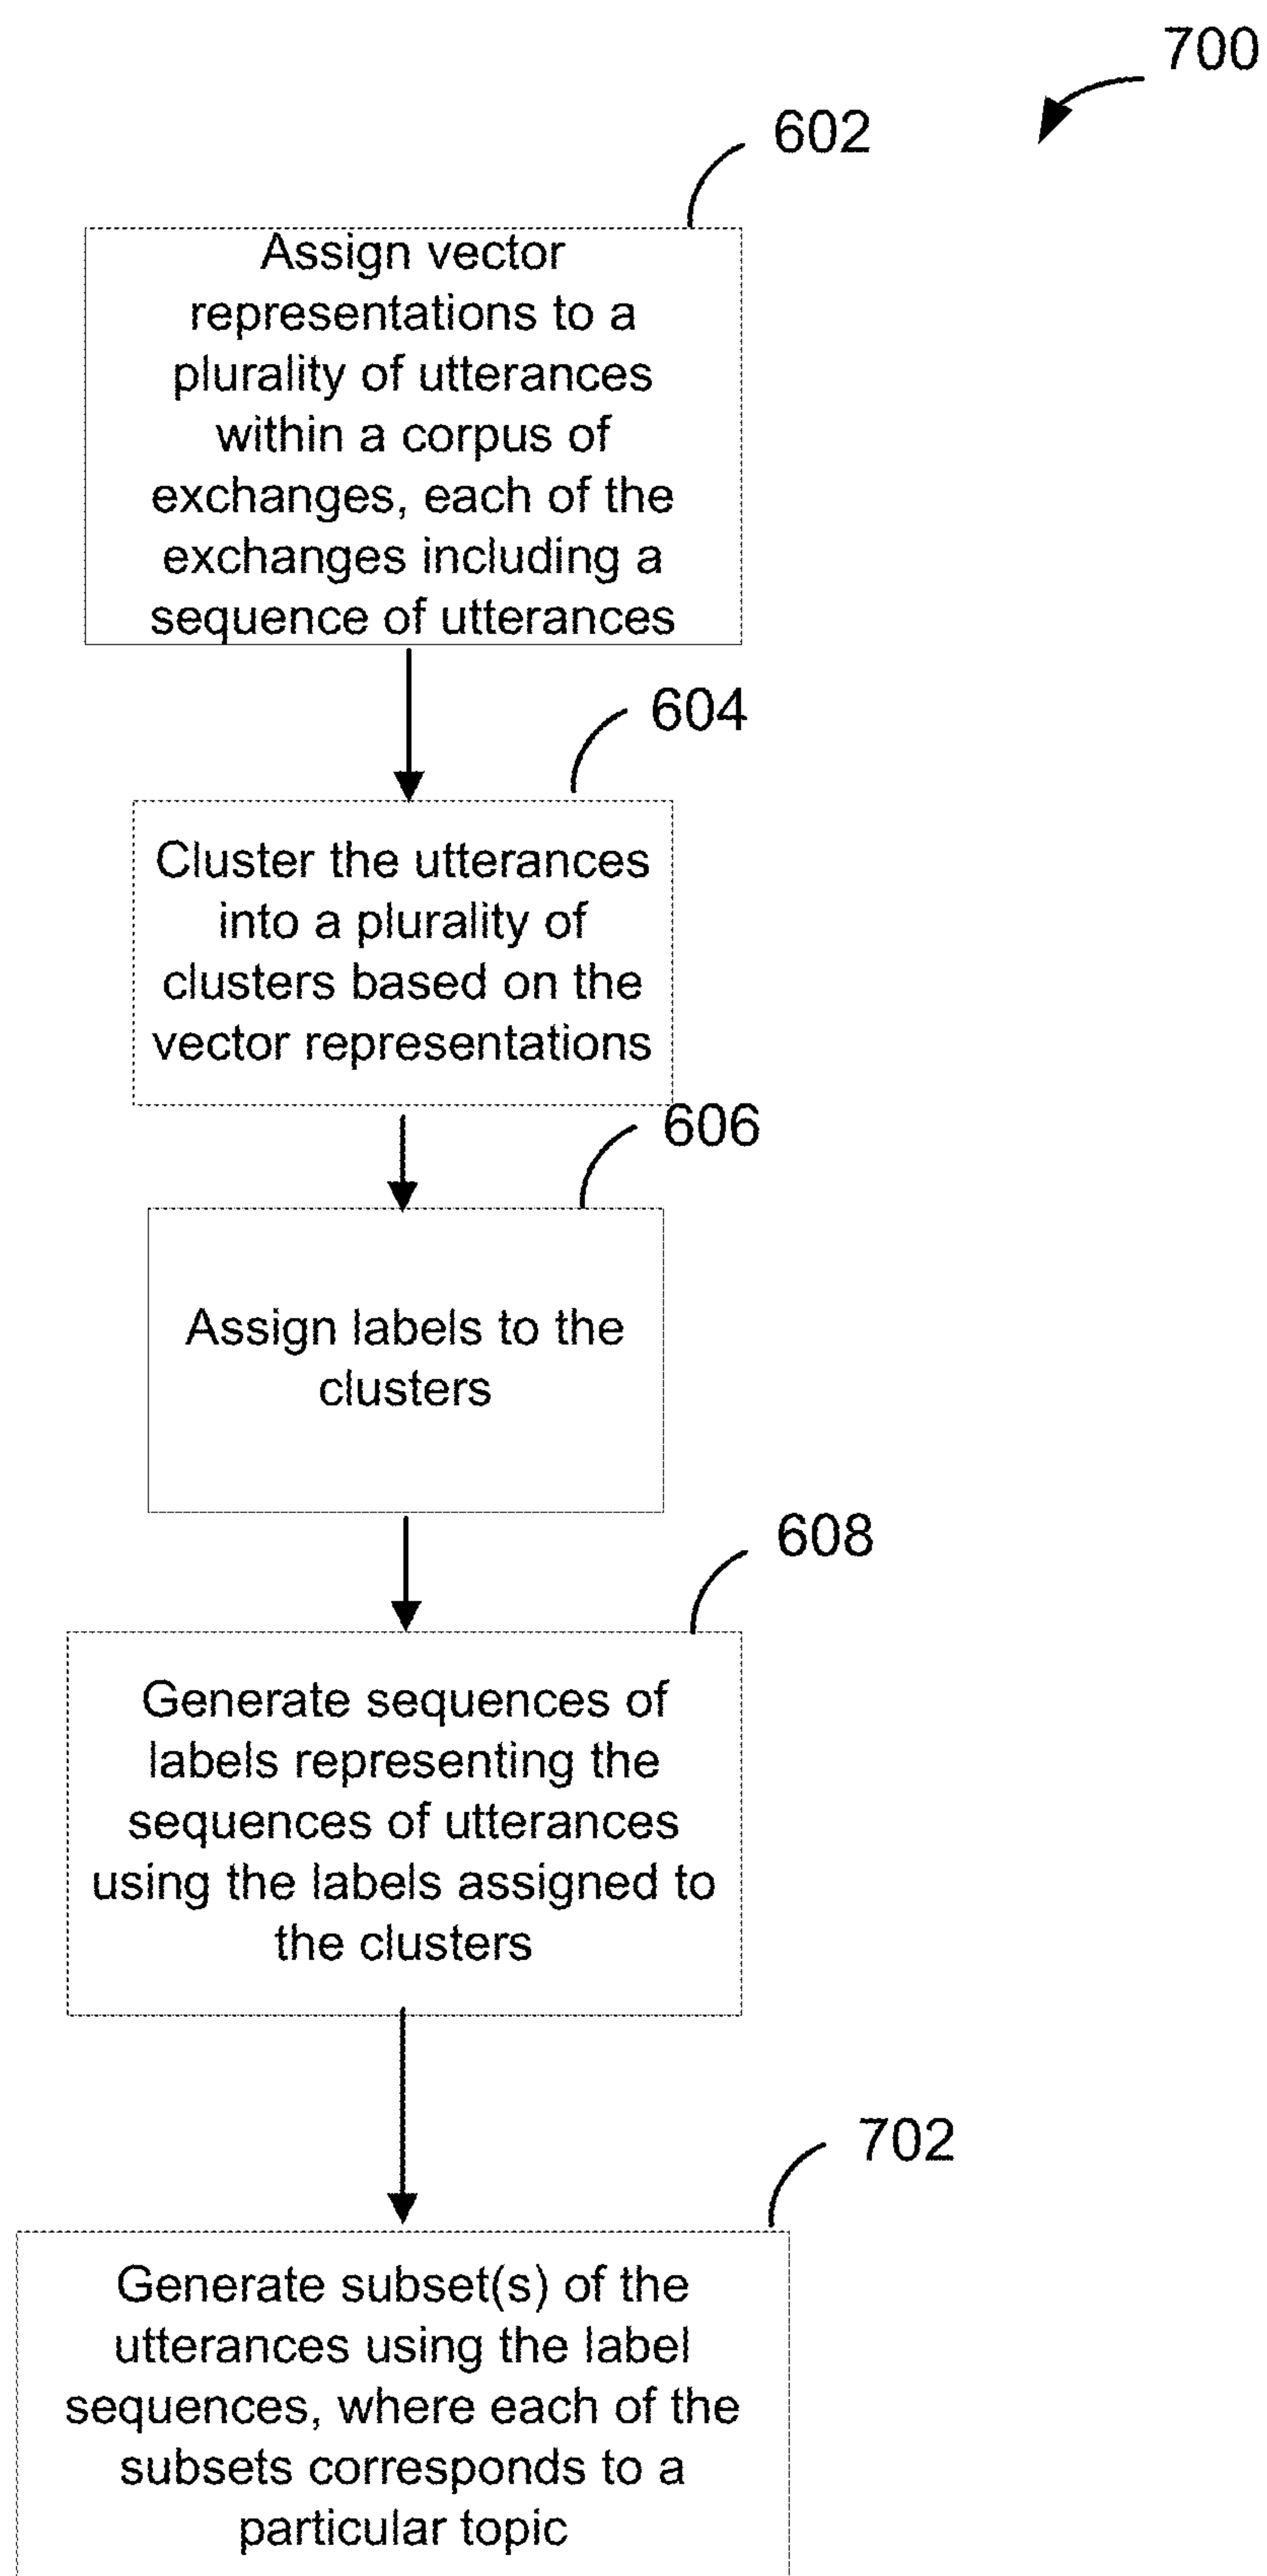 700
602
Assign vector
representations to a
plurality of utterances
within a corpus of
exchanges, each of the
exchanges including a
sequence of utterances
604
Cluster the utterances
into a plurality of
clusters based on the
vector representations
606
Assign labels to the
clusters
608
Generate sequences of
labels representing the
sequences of utterances
using the labels assigned to
the clusters
702
Generate subset(s) of the
utterances using the label
sequences, where each of the
subsets corresponds to a
particular topic